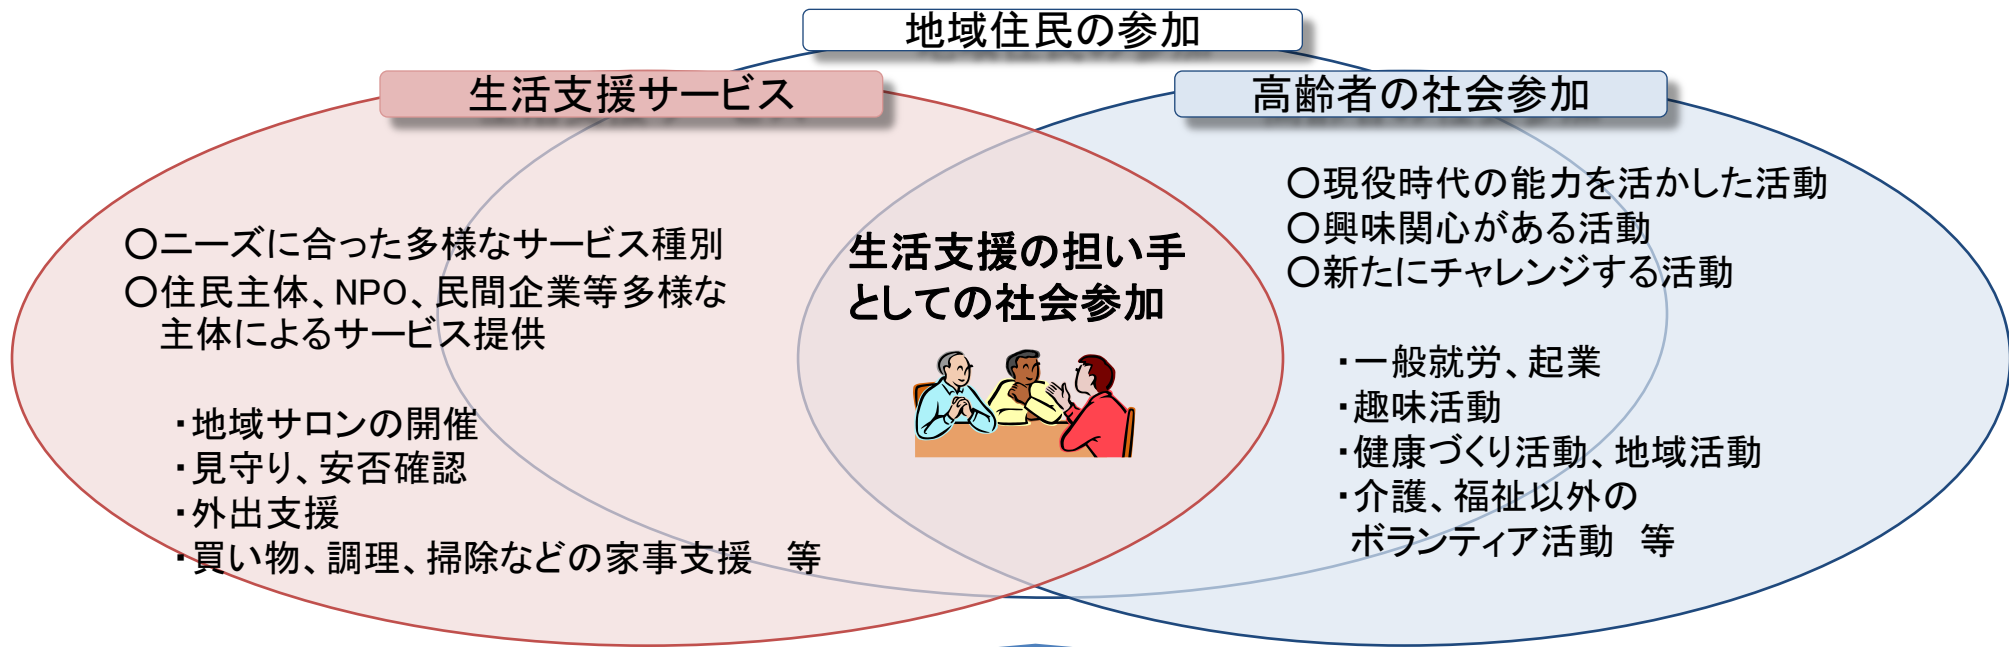 地域住民の参加
生活支援サービス
高齢者の社会参加
○ニーズに合った多様なサービス種別
○住民主体、NPO、民間企業等多様な
主体によるサービス提供
・地域サロンの開催
・見守り、安否確認
・外出支援
・買い物、調理、掃除などの家事支援　等
生活支援の担い手
としての社会参加
○現役時代の能力を活かした活動
○興味関心がある活動
○新たにチャレンジする活動
・一般就労、起業
・趣味活動
・健康づくり活動、地域活動
・介護、福祉以外の
ボランティア活動　等